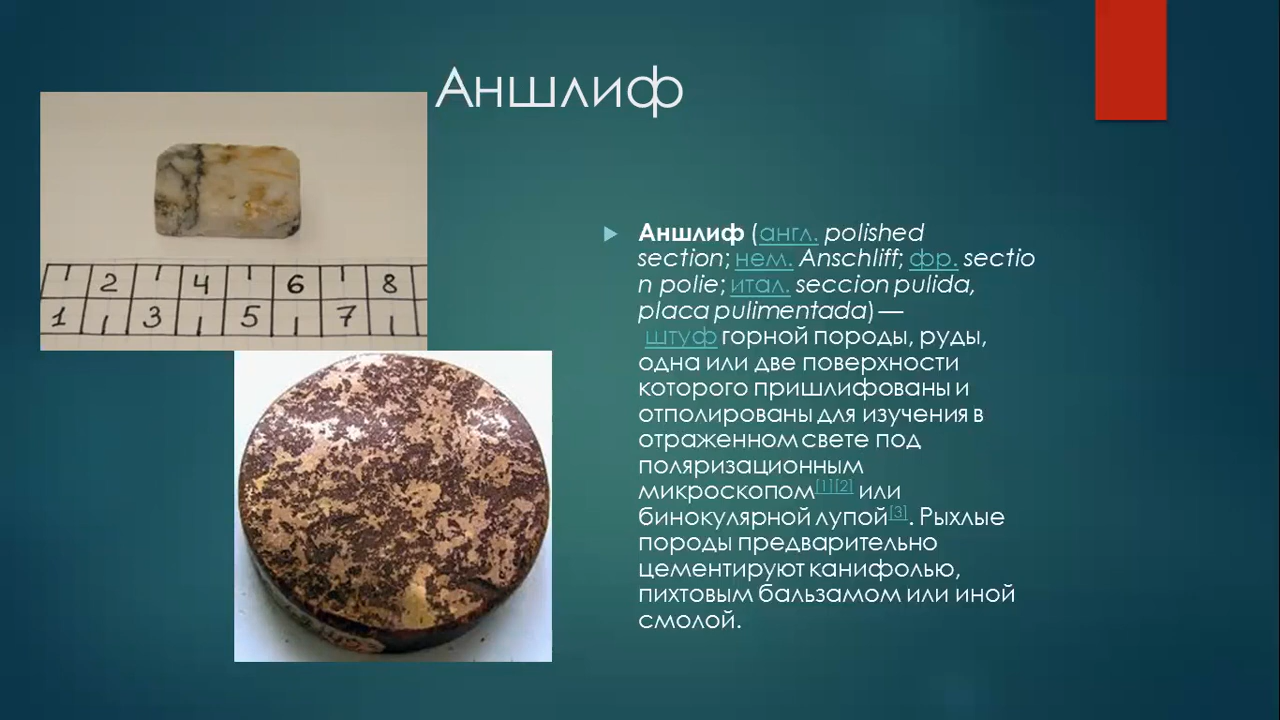 Аншлиф
2 4 6 8
1 3 5 7
Аншлиф (англ. polished
section; нем. Anschliff; фр. sectio
n polie; итал. seccion pulida,
placa pulimentada) —
штуф горной породы, руды,
одна или две поверхности
которого пришлифованы и
отполированы для изучения в
отраженном свете под
поляризационным
микроскопом[1][2] или
бинокулярной лупой[3]. Рыхлые
породы предварительно
цементируют канифолью,
пихтовым бальзамом или иной
смолой.